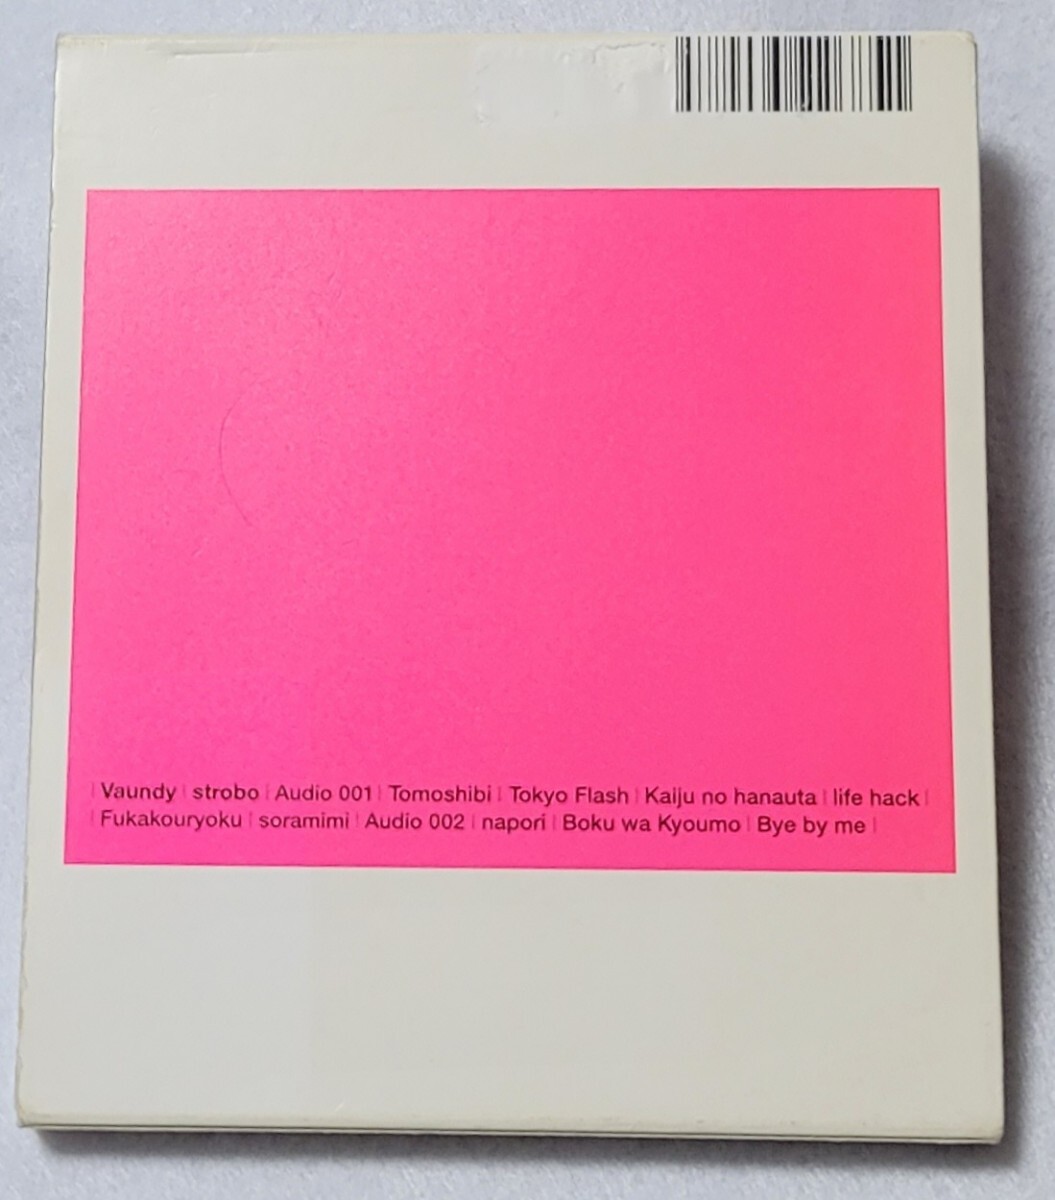 | Vaundy | strobo | Audio 001 | Tomoshibi | Tokyo Flash | Kaiju no hanauta | life hack |
| Fukakouryoku | soramimi | Audio 002 | napori | Boku wa Kyoumo | Bye by me |